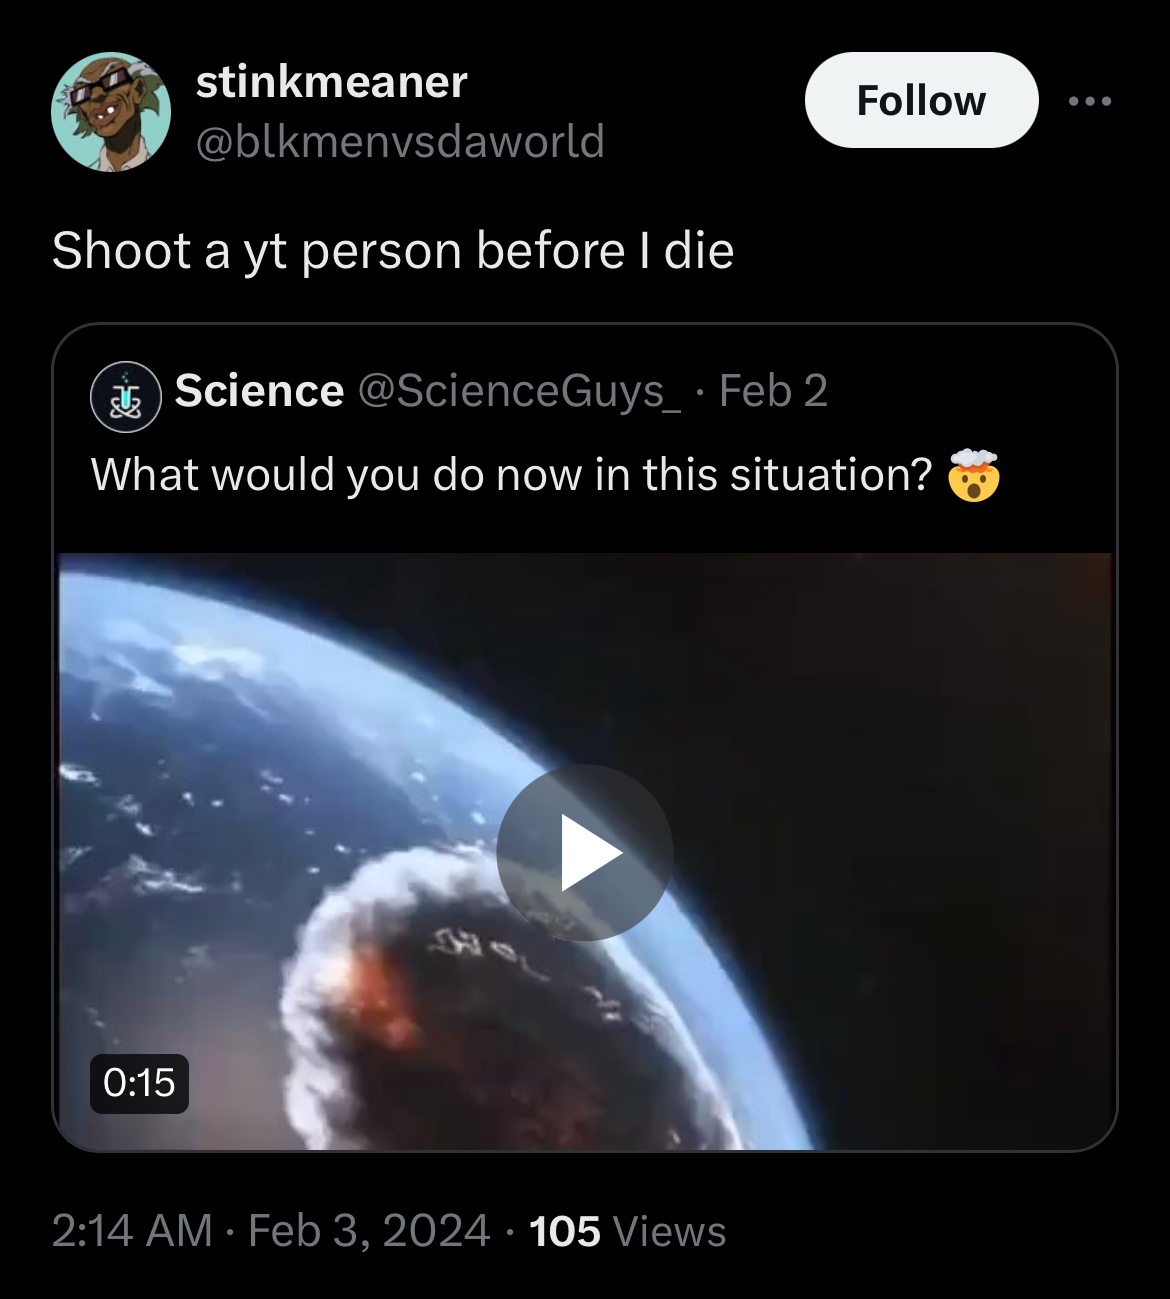 stinkmeaner
@blkmenvsdaworld
Follow
Shoot a yt person before I die
Science @ScienceGuys_ · Feb 2
What would you do now in this situation? 🤯
0:15
2:14 AM · Feb 3, 2024 · 105 Views